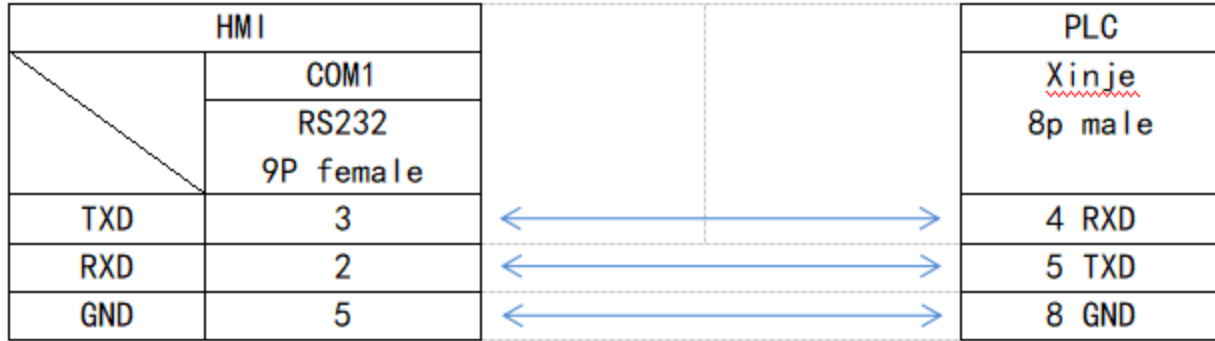 HMI PLC
COM1 Xinje
RS232 8p male
9P female
TXD 3 4 RXD
RXD 2 5 TXD
GND 5 8 GND